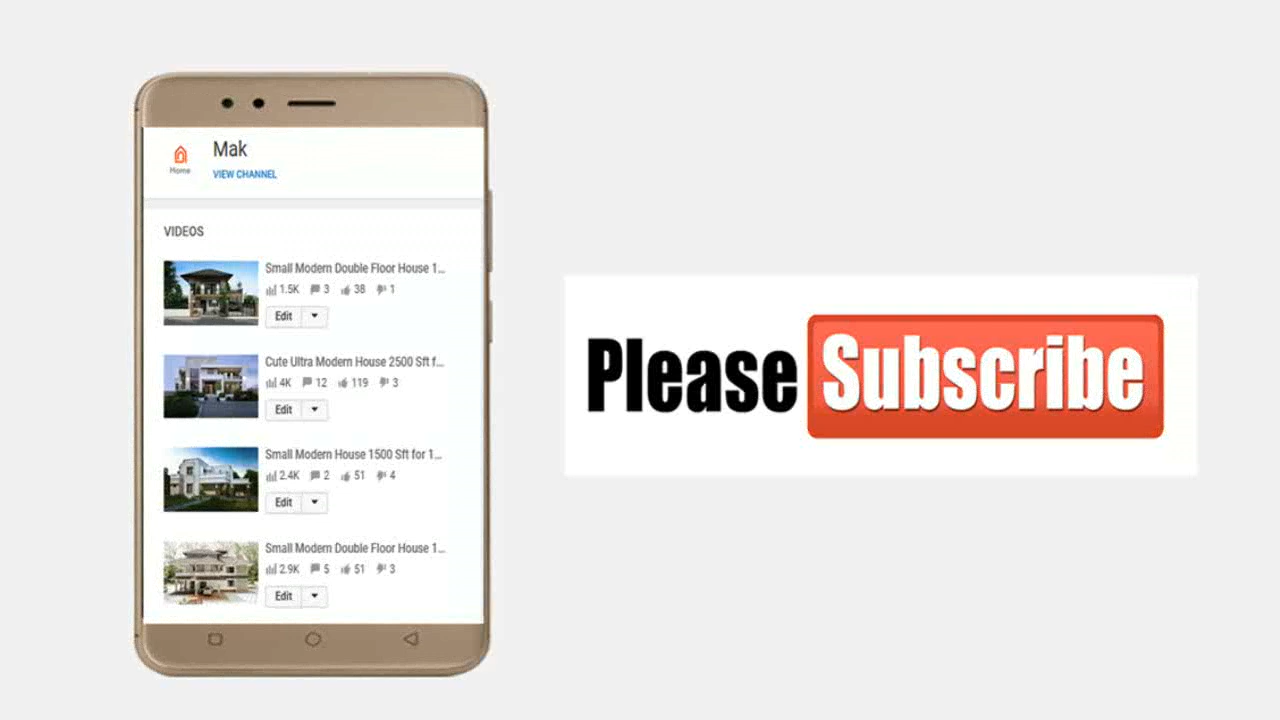 Mak
Home
VIEW CHANNEL
VIDEOS
Small Modern Double Floor House 1...
1.5K 3 38 1
Edit
Cute Ultra Modern House 2500 Sft f...
4K 12 119 3
Edit
Small Modern House 1500 Sft for 1...
2.4K 2 51 4
Edit
Small Modern Double Floor House 1...
2.9K 5 51 3
Edit
Please Subscribe